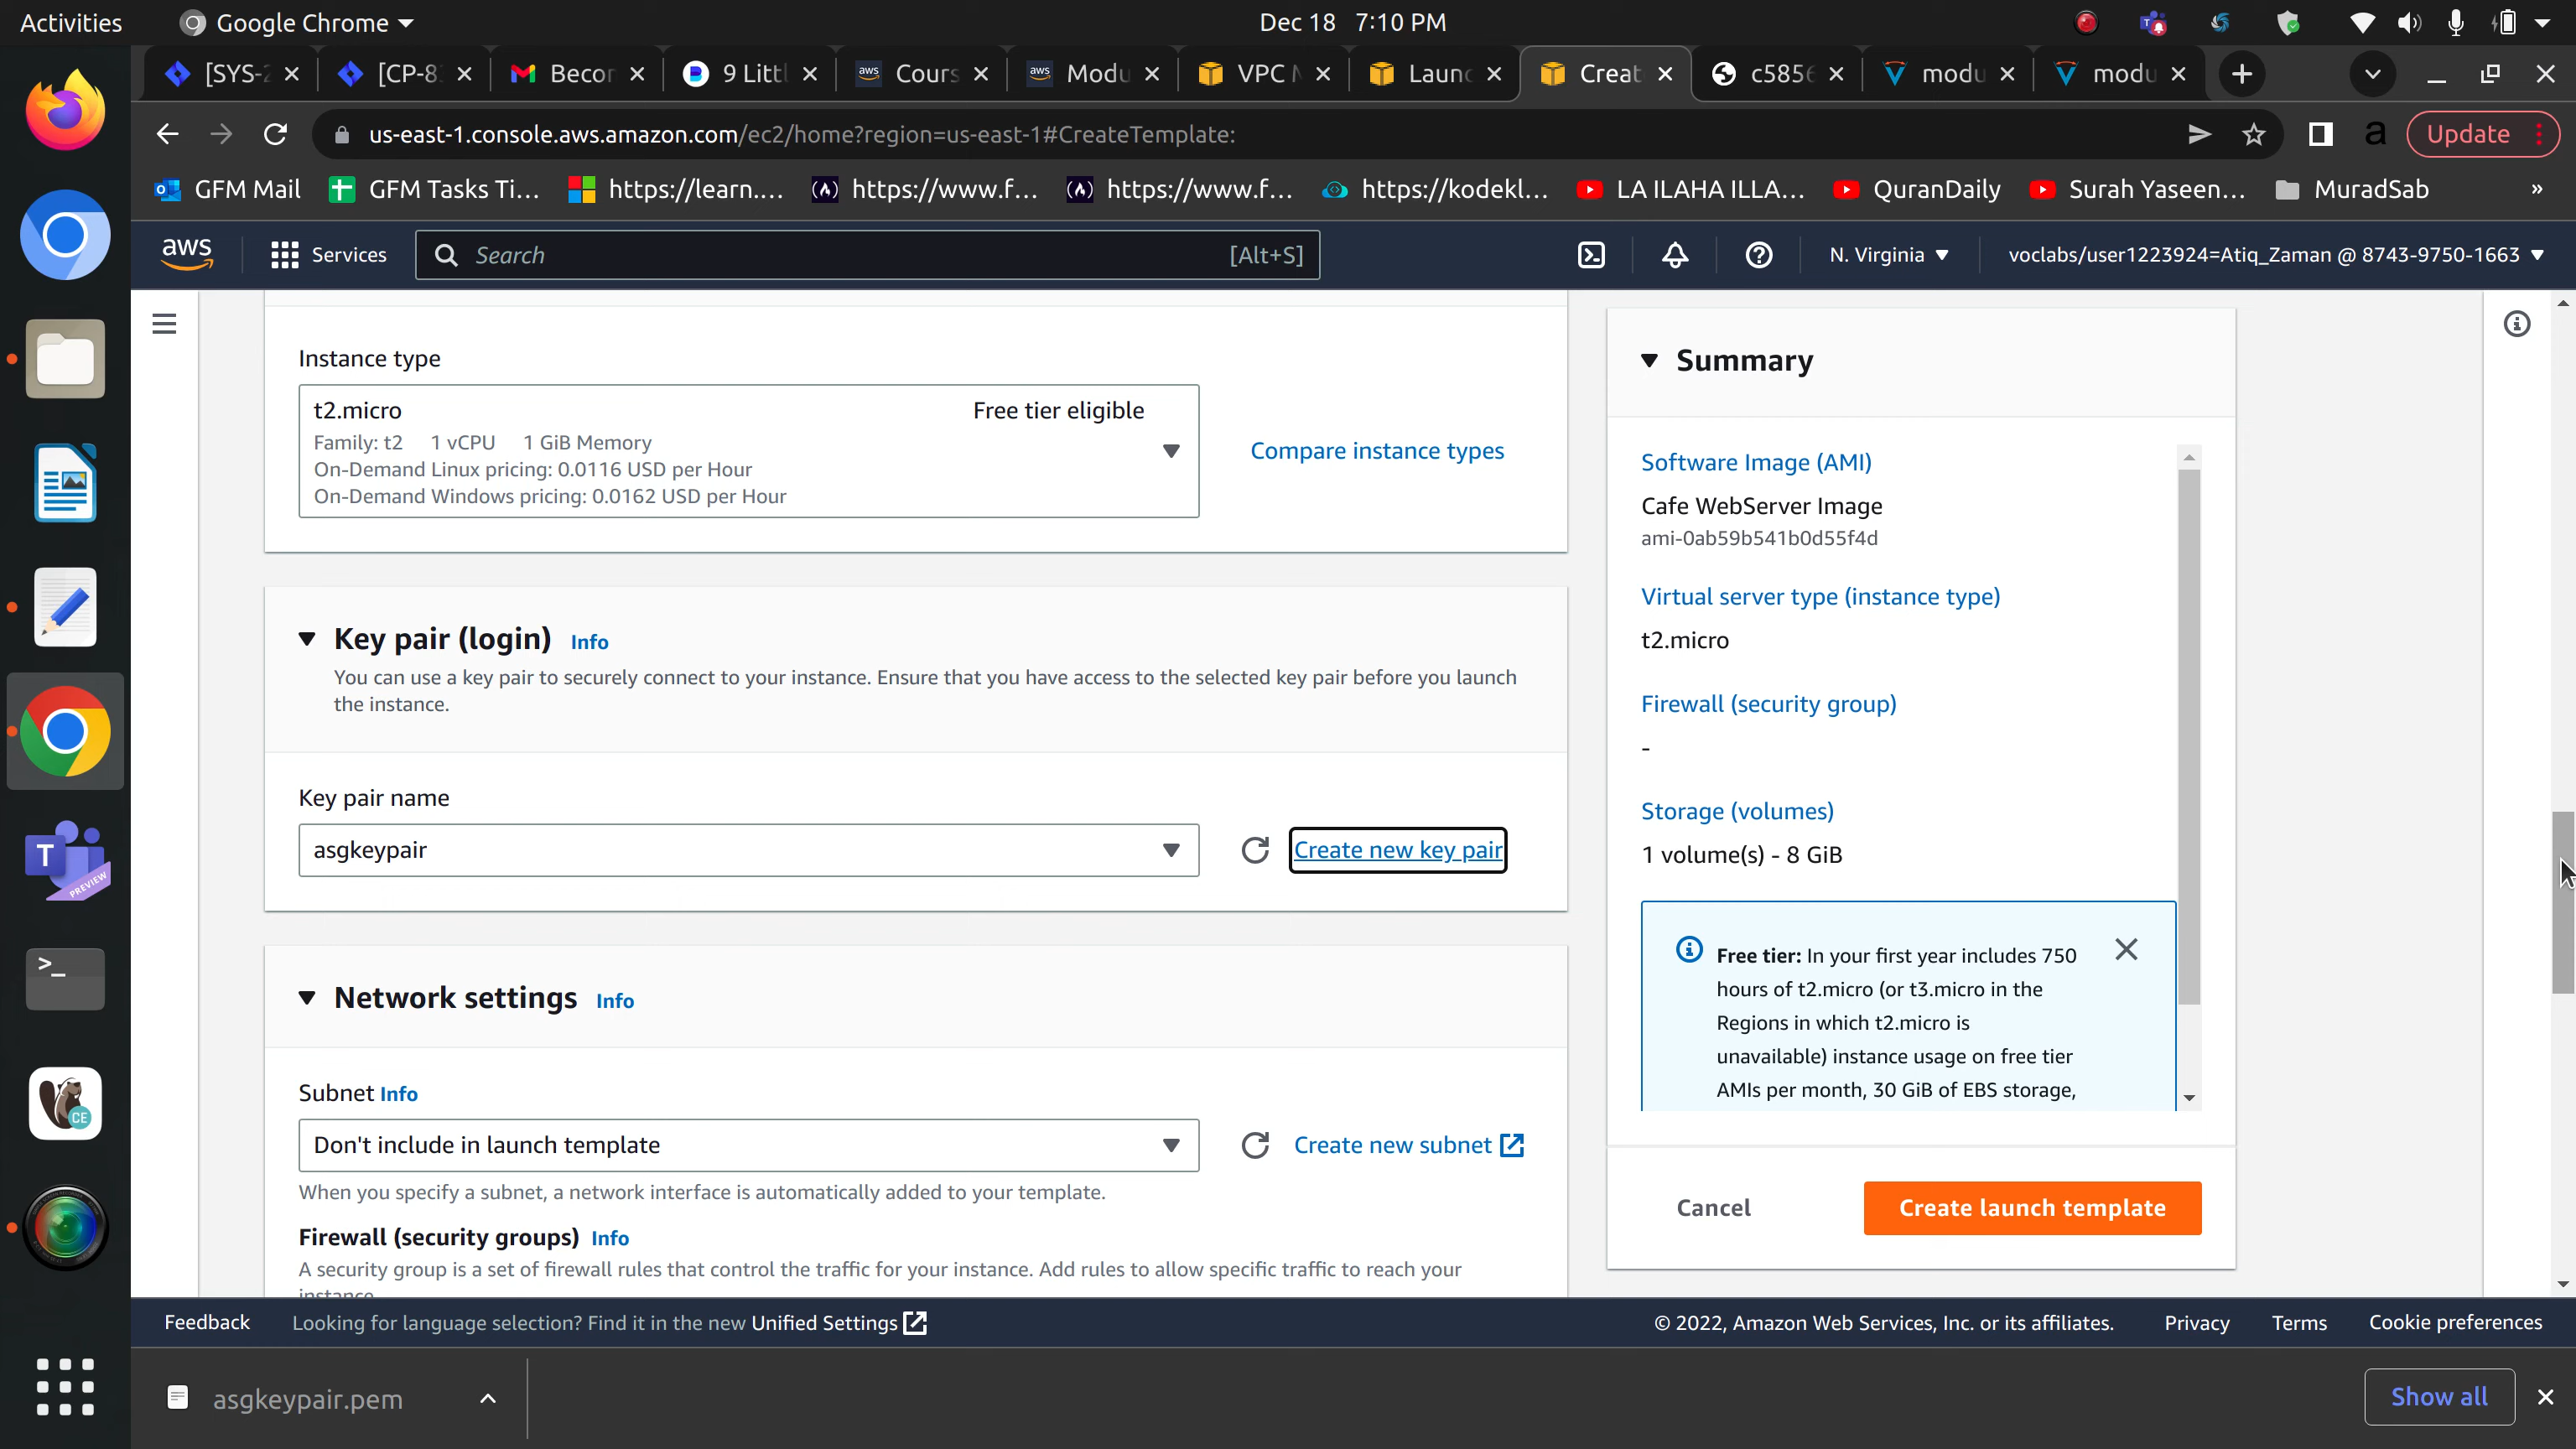 Activities
Google Chrome
Dec 18 7:10 PM
[SYS-2
[CP-8
Becor
9 Littl
Cours
Modu
VPC
Launc
Creat
c5856
modu
modu
us-east-1.console.aws.amazon.com/ec2/home?region=us-east-1#CreateTemplate:
Update
GFM Mail
GFM Tasks Ti...
https://learn....
https://www.f...
https://www.f...
https://kodekl...
LA ILAHA ILLA...
QuranDaily
Surah Yaseen...
MuradSab
»
aws
Services
Search
[Alt+S]
N. Virginia
voclabs/user1223924=Atiq_Zaman @ 8743-9750-1663
Instance type
t2.micro
Free tier eligible
Family: t2 1 vCPU 1 GiB Memory
On-Demand Linux pricing: 0.0116 USD per Hour
On-Demand Windows pricing: 0.0162 USD per Hour
Compare instance types
Key pair (login) Info
You can use a key pair to securely connect to your instance. Ensure that you have access to the selected key pair before you launch
the instance.
Key pair name
asgkeypair
Create new key pair
Network settings Info
Subnet Info
Don't include in launch template
Create new subnet
When you specify a subnet, a network interface is automatically added to your template.
Firewall (security groups) Info
A security group is a set of firewall rules that control the traffic for your instance. Add rules to allow specific traffic to reach your
instance.
Summary
Software Image (AMI)
Cafe WebServer Image
ami-0ab59b541b0d55f4d
Virtual server type (instance type)
t2.micro
Firewall (security group)
-
Storage (volumes)
1 volume(s) - 8 GiB
Free tier: In your first year includes 750
hours of t2.micro (or t3.micro in the
Regions in which t2.micro is
unavailable) instance usage on free tier
AMIs per month, 30 GiB of EBS storage,
Cancel
Create launch template
Feedback
Looking for language selection? Find it in the new Unified Settings
© 2022, Amazon Web Services, Inc. or its affiliates.
Privacy
Terms
Cookie preferences
asgkeypair.pem
Show all
PREVIEW